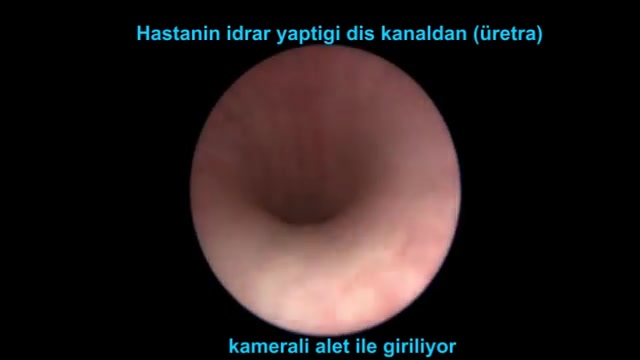 Hastanin idrar yaptigi dis kanaldan (üretra)
kamerali alet ile giriliyor